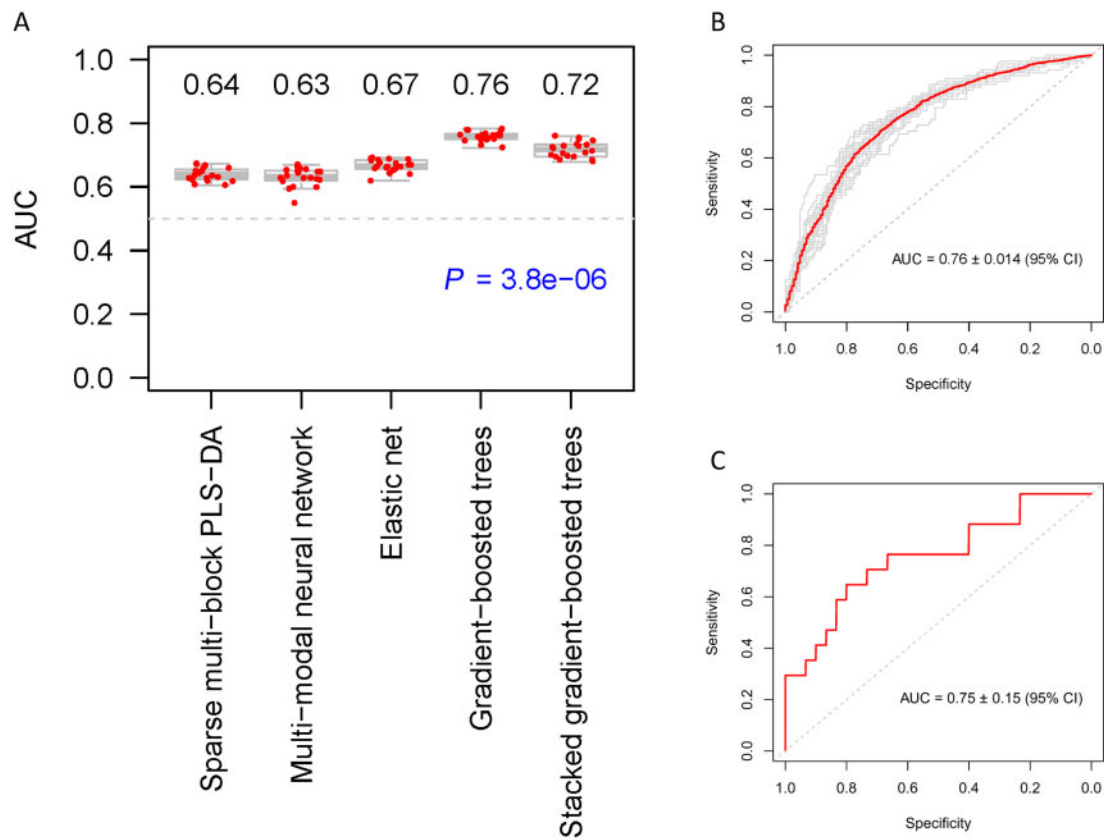 A
AUC
1.0
0.8
0.6
0.4
0.2
0.0
0.64 0.63 0.67 0.76 0.72
P = 3.8e−06
Sparse multi−block PLS−DA
Multi−modal neural network
Elastic net
Gradient−boosted trees
Stacked gradient−boosted trees
B
Sensitivity
1.0
0.8
0.6
0.4
0.2
0.0
AUC = 0.76 ± 0.014 (95% CI)
1.0 0.8 0.6 0.4 0.2 0.0
Specificity
C
Sensitivity
1.0
0.8
0.6
0.4
0.2
0.0
AUC = 0.75 ± 0.15 (95% CI)
1.0 0.8 0.6 0.4 0.2 0.0
Specificity